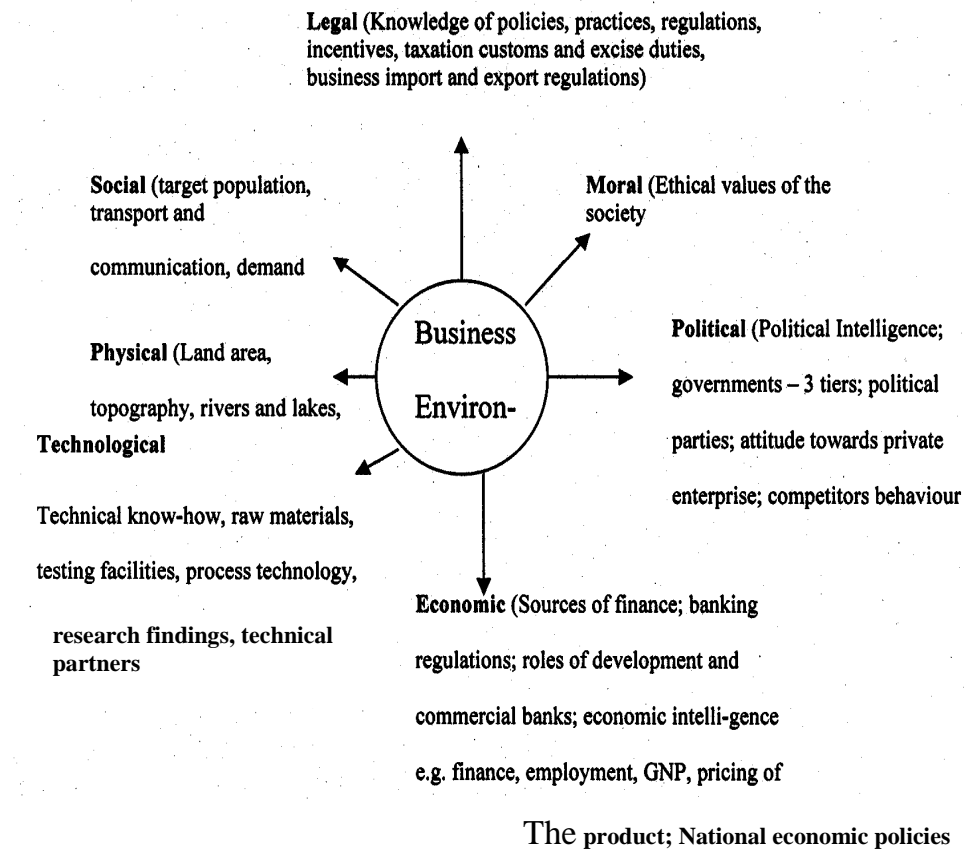 Legal (Knowledge of policies, practices, regulations,
incentives, taxation customs and excise duties,
business import and export regulations)
Social (target population,
transport and
communication, demand
Moral (Ethical values of the
society
Business
Environ-
Physical (Land area,
topography, rivers and lakes,
Political (Political Intelligence;
governments – 3 tiers; political
parties; attitude towards private
enterprise; competitors behaviour
Technological
Technical know-how, raw materials,
testing facilities, process technology,
research findings, technical
partners
Economic (Sources of finance; banking
regulations; roles of development and
commercial banks; economic intelli-gence
e.g. finance, employment, GNP, pricing of
The product; National economic policies